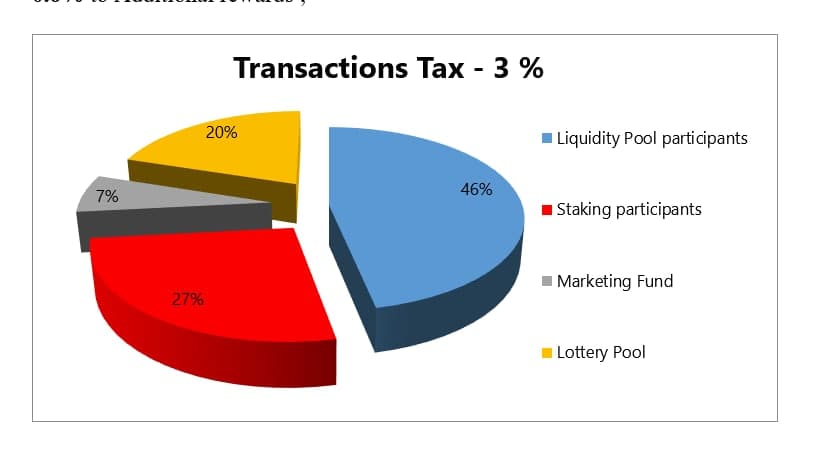 Transactions Tax - 3 %
20%
46%
7%
27%
Liquidity Pool participants
Staking participants
Marketing Fund
Lottery Pool